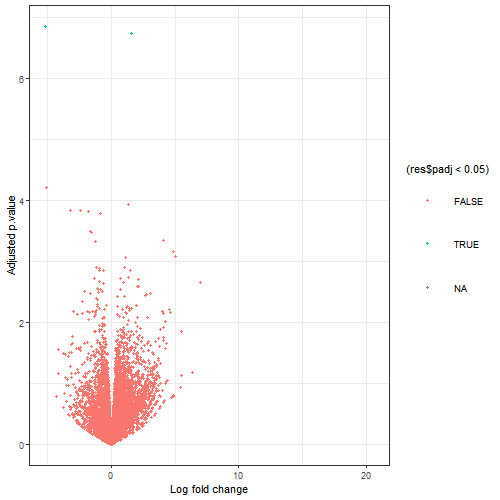 6
4
2
0
Adjusted p.value
0
10
20
Log fold change
(res$padj < 0.05)
FALSE
TRUE
NA